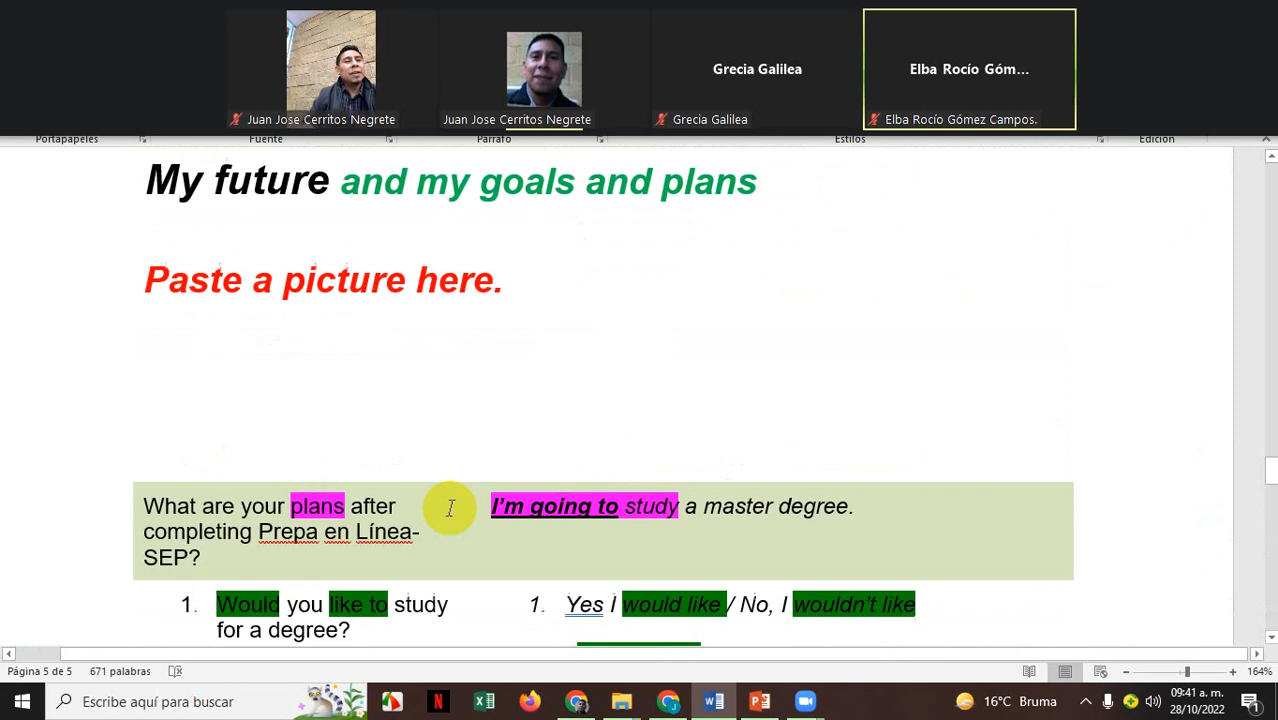 Grecia Galilea
Elba Rocío Góm...
Juan Jose Cerritos Negrete
Juan Jose Cerritos Negrete
Grecia Galilea
Elba Rocío Gómez Campos.
Portapapeles
Fuente
Párrafo
Estilos
Edición
My future and my goals and plans
Paste a picture here.
What are your plans after
completing Prepa en Línea-
SEP?
I'm going to study a master degree.
1. Would you like to study
for a degree?
1. Yes I would like / No, I wouldn't like
Página 5 de 5
671 palabras
164%
Escribe aquí para buscar
16°C Bruma
09:41 a. m.
28/10/2022